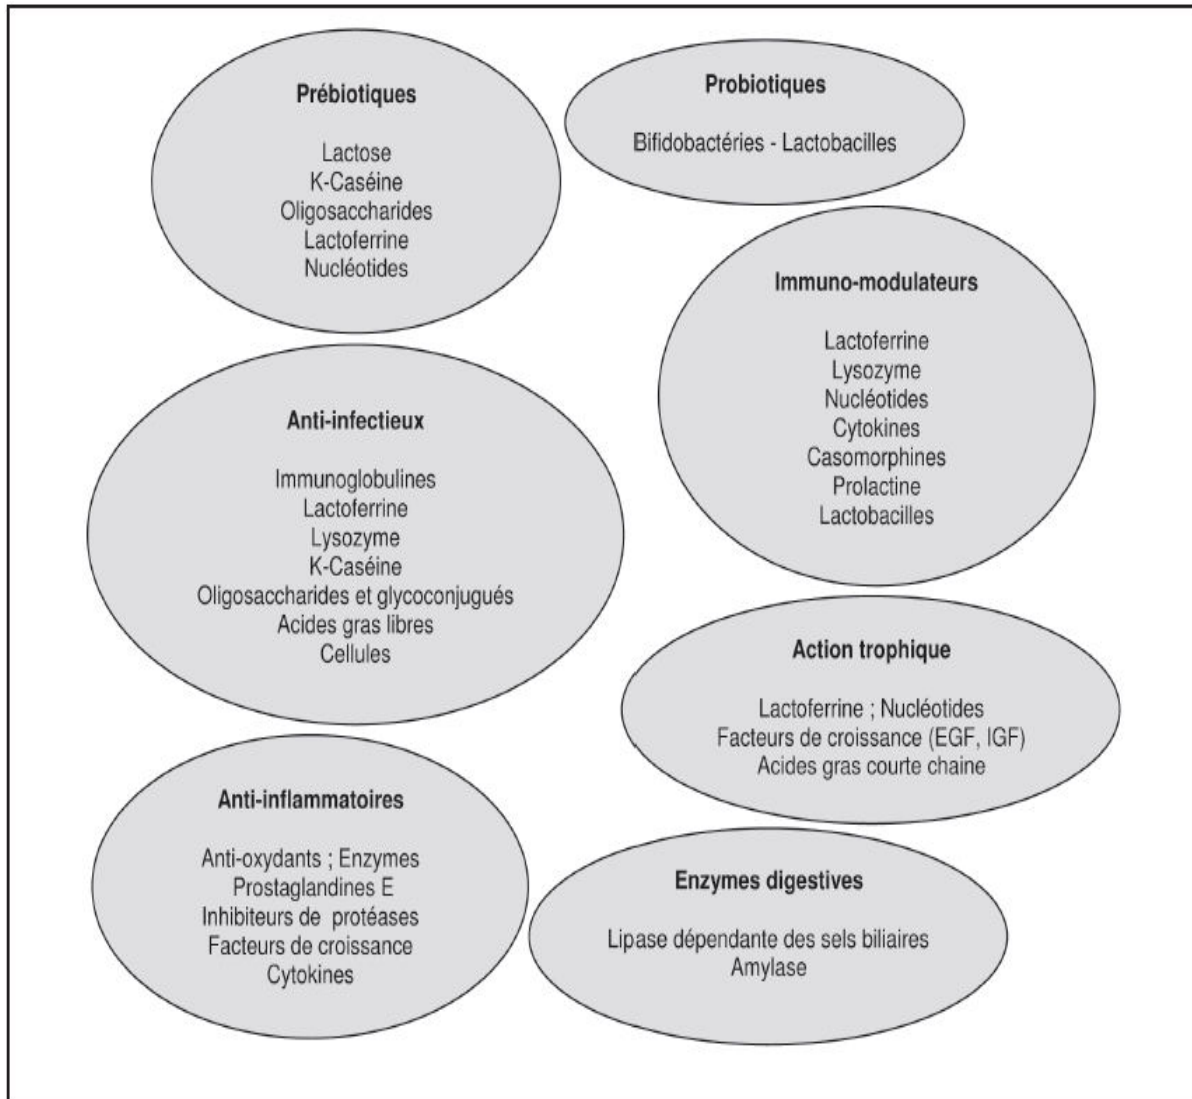 Prébiotiques
Lactose
K-Caséine
Oligosaccharides
Lactoferrine
Nucléotides
Probiotiques
Bifidobactéries - Lactobacilles
Immuno-modulateurs
Lactoferrine
Lysozyme
Nucléotides
Cytokines
Casomorphines
Prolactine
Lactobacilles
Anti-infectieux
Immunoglobulines
Lactoferrine
Lysozyme
K-Caséine
Oligosaccharides et glycoconjugués
Acides gras libres
Cellules
Action trophique
Lactoferrine ; Nucléotides
Facteurs de croissance (EGF, IGF)
Acides gras courte chaine
Anti-inflammatoires
Anti-oxydants ; Enzymes
Prostaglandines E
Inhibiteurs de protéases
Facteurs de croissance
Cytokines
Enzymes digestives
Lipase dépendante des sels biliaires
Amylase